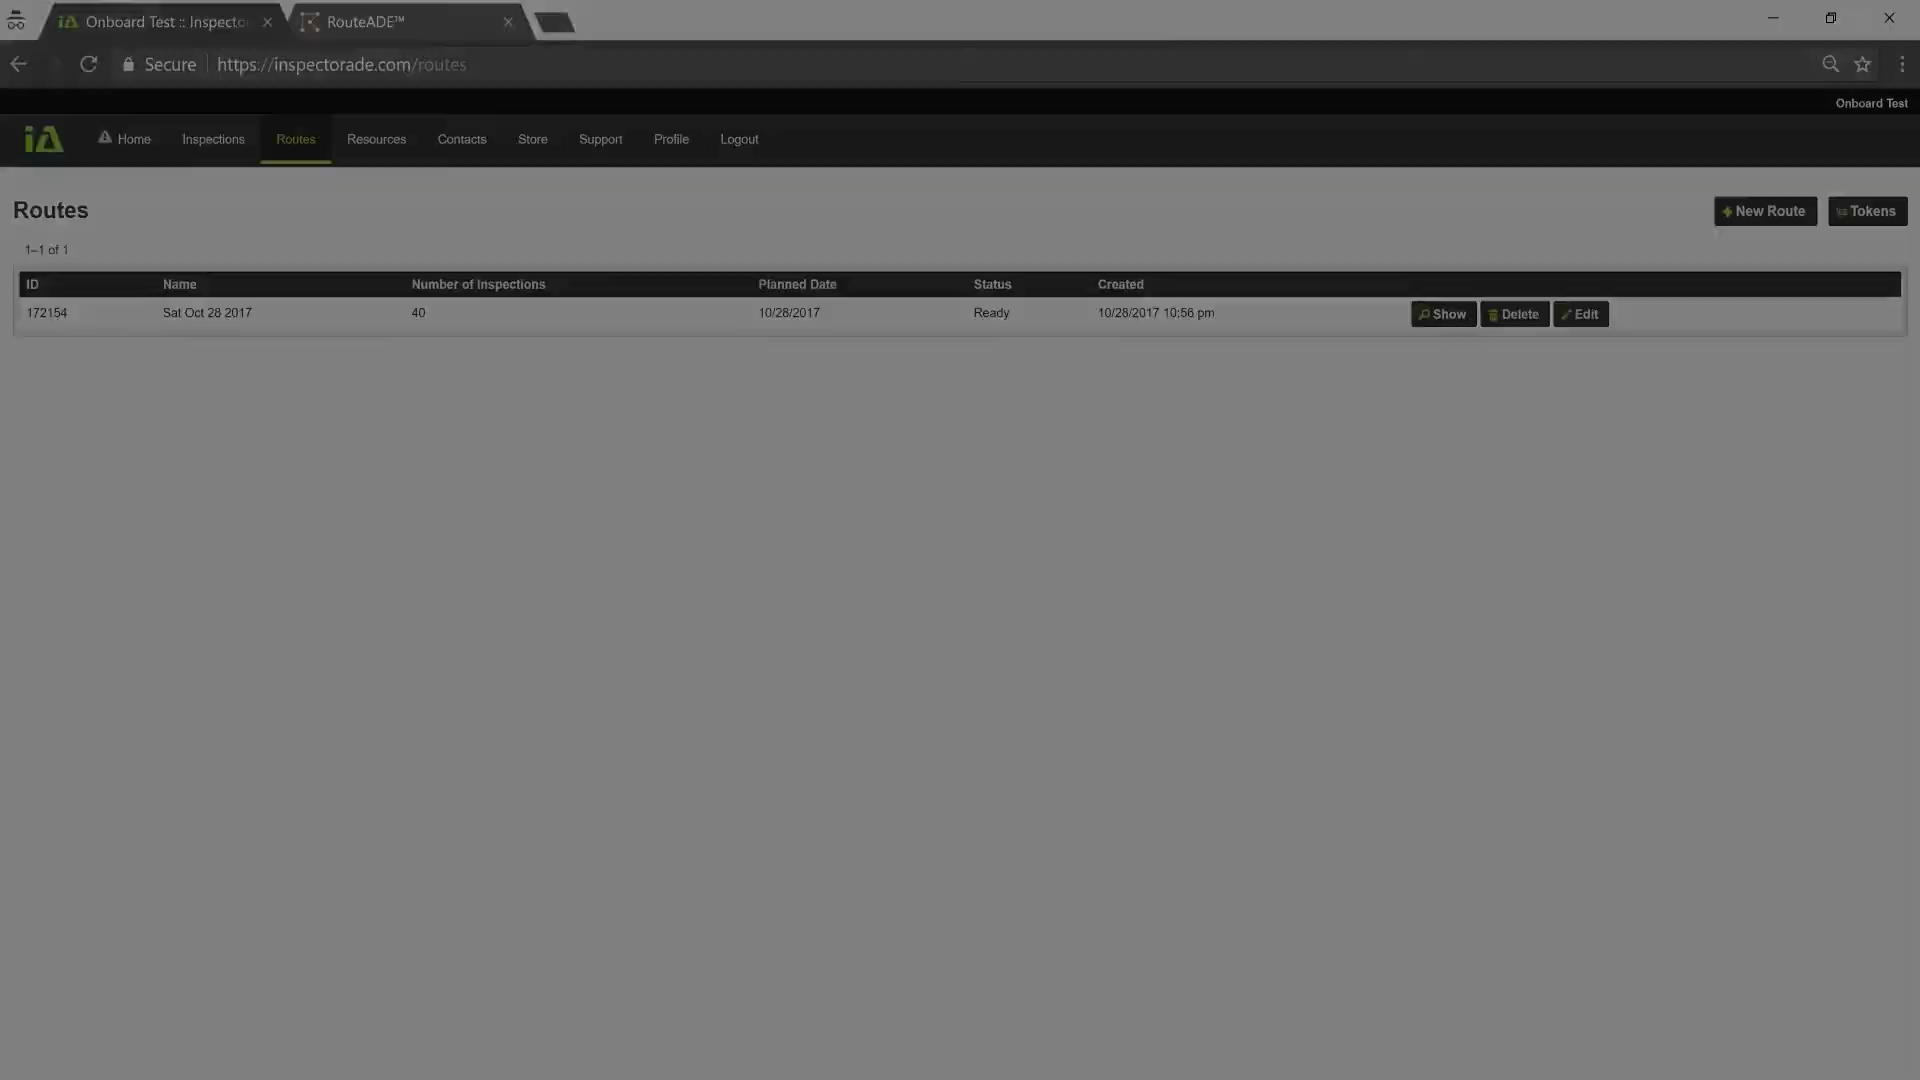 Onboard Test :: Inspecto
RouteADE™
Secure https://inspectorade.com/routes
Onboard Test
iA Home Inspections Routes Resources Contacts Store Support Profile Logout
Routes
New Route Tokens
1–1 of 1
ID Name Number of Inspections Planned Date Status Created
172154 Sat Oct 28 2017 40 10/28/2017 Ready 10/28/2017 10:56 pm Show Delete Edit